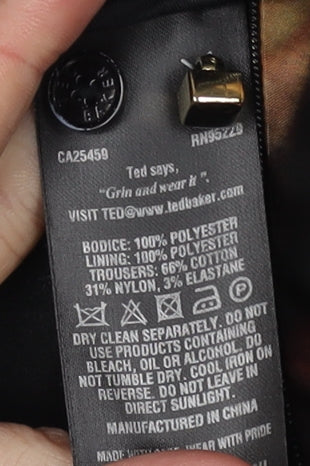 BAKER
RN95229
CA25459
Ted says,
"Grin and wear it".
VISIT TED@www.tedbaker.com
BODICE: 100% POLYESTER
LINING: 100% POLYESTER
TROUSERS: 66% COTTON
31% NYLON, 3% ELASTANE
P
DRY CLEAN SEPARATELY. DO NOT
USE PRODUCTS CONTAINING
BLEACH, OIL OR ALCOHOL. DO
NOT TUMBLE DRY. COOL IRON ON
REVERSE. DO NOT LEAVE IN
DIRECT SUNLIGHT.
MANUFACTURED IN CHINA
MADE WITH WEAR WITH PRIDE